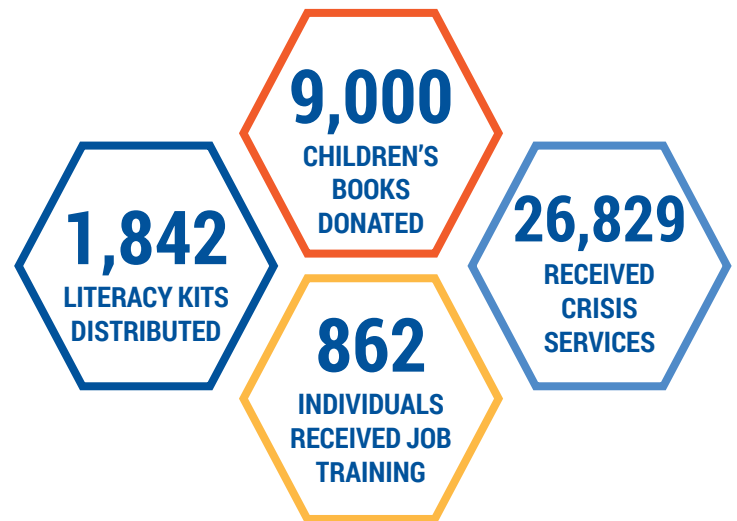 9,000
CHILDREN'S
BOOKS
DONATED
1,842
LITERACY KITS
DISTRIBUTED
26,829
RECEIVED
CRISIS
SERVICES
862
INDIVIDUALS
RECEIVED JOB
TRAINING